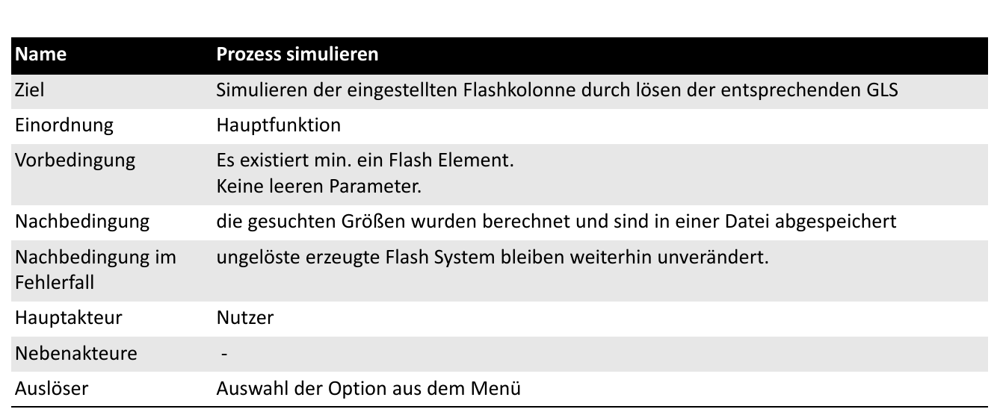 Name Prozess simulieren
Ziel Simulieren der eingestellten Flashkolonne durch lösen der entsprechenden GLS
Einordnung Hauptfunktion
Vorbedingung Es existiert min. ein Flash Element.
Keine leeren Parameter.
Nachbedingung die gesuchten Größen wurden berechnet und sind in einer Datei abgespeichert
Nachbedingung im ungelöste erzeugte Flash System bleiben weiterhin unverändert.
Fehlerfall
Hauptakteur Nutzer
Nebenakteure -
Auslöser Auswahl der Option aus dem Menü